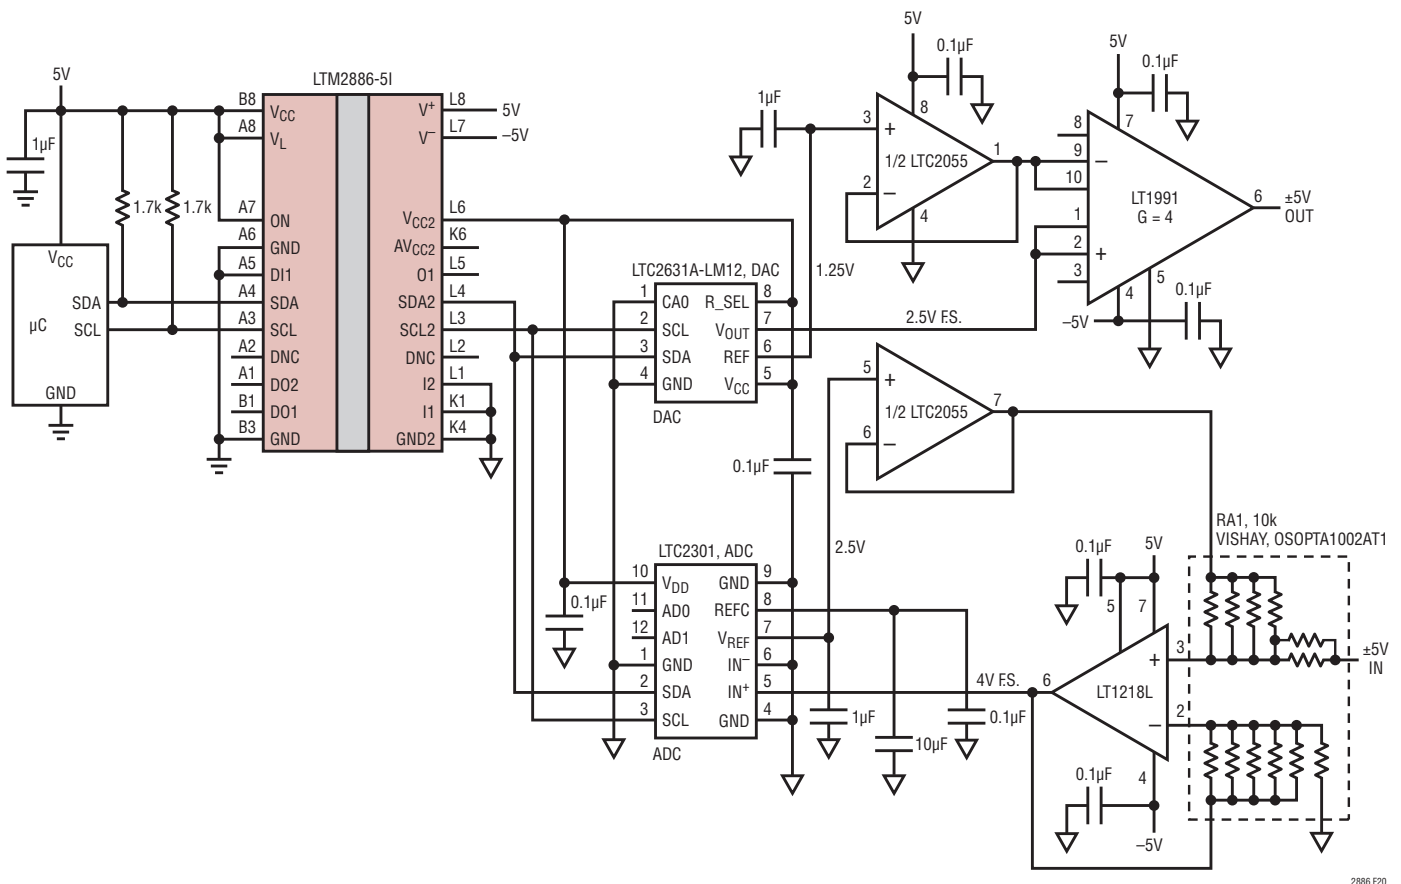 5V
LTM2886-5I
1µF
1.7k
1.7k
B8
A8
A7
A6
A5
A4
A3
A2
A1
B1
B3
VCC
VL
ON
GND
DI1
SDA
SCL
DNC
DO2
DO1
GND
V+
V–
VCC2
AVCC2
O1
SDA2
SCL2
DNC
I2
I1
GND2
L8
L7
L6
K6
L5
L4
L3
L2
L1
K1
K4
5V
–5V
VCC
SDA
µC
SCL
GND
LTC2631A-LM12, DAC
1
2
3
4
CA0
SCL
SDA
GND
R_SEL
VOUT
REF
VCC
8
7
6
5
DAC
1µF
1.25V
2.5V F.S.
5V
0.1µF
8
3
+
1/2 LTC2055
2
–
1
4
5V
0.1µF
7
8
9
10
1
2
3
–
+
LT1991
G = 4
6
±5V
OUT
5
4
–5V
0.1µF
5
+
1/2 LTC2055
6
–
7
0.1µF
2.5V
LTC2301, ADC
10
11
12
1
2
3
VDD
AD0
AD1
GND
SDA
SCL
GND
REFC
VREF
IN–
IN+
GND
9
8
7
6
5
4
ADC
0.1µF
1µF
10µF
0.1µF
4V F.S.
RA1, 10k
VISHAY, OSOPTA1002AT1
0.1µF
5V
5
7
3
+
6
LT1218L
2
–
4
±5V
IN
0.1µF
–5V
2886 F20